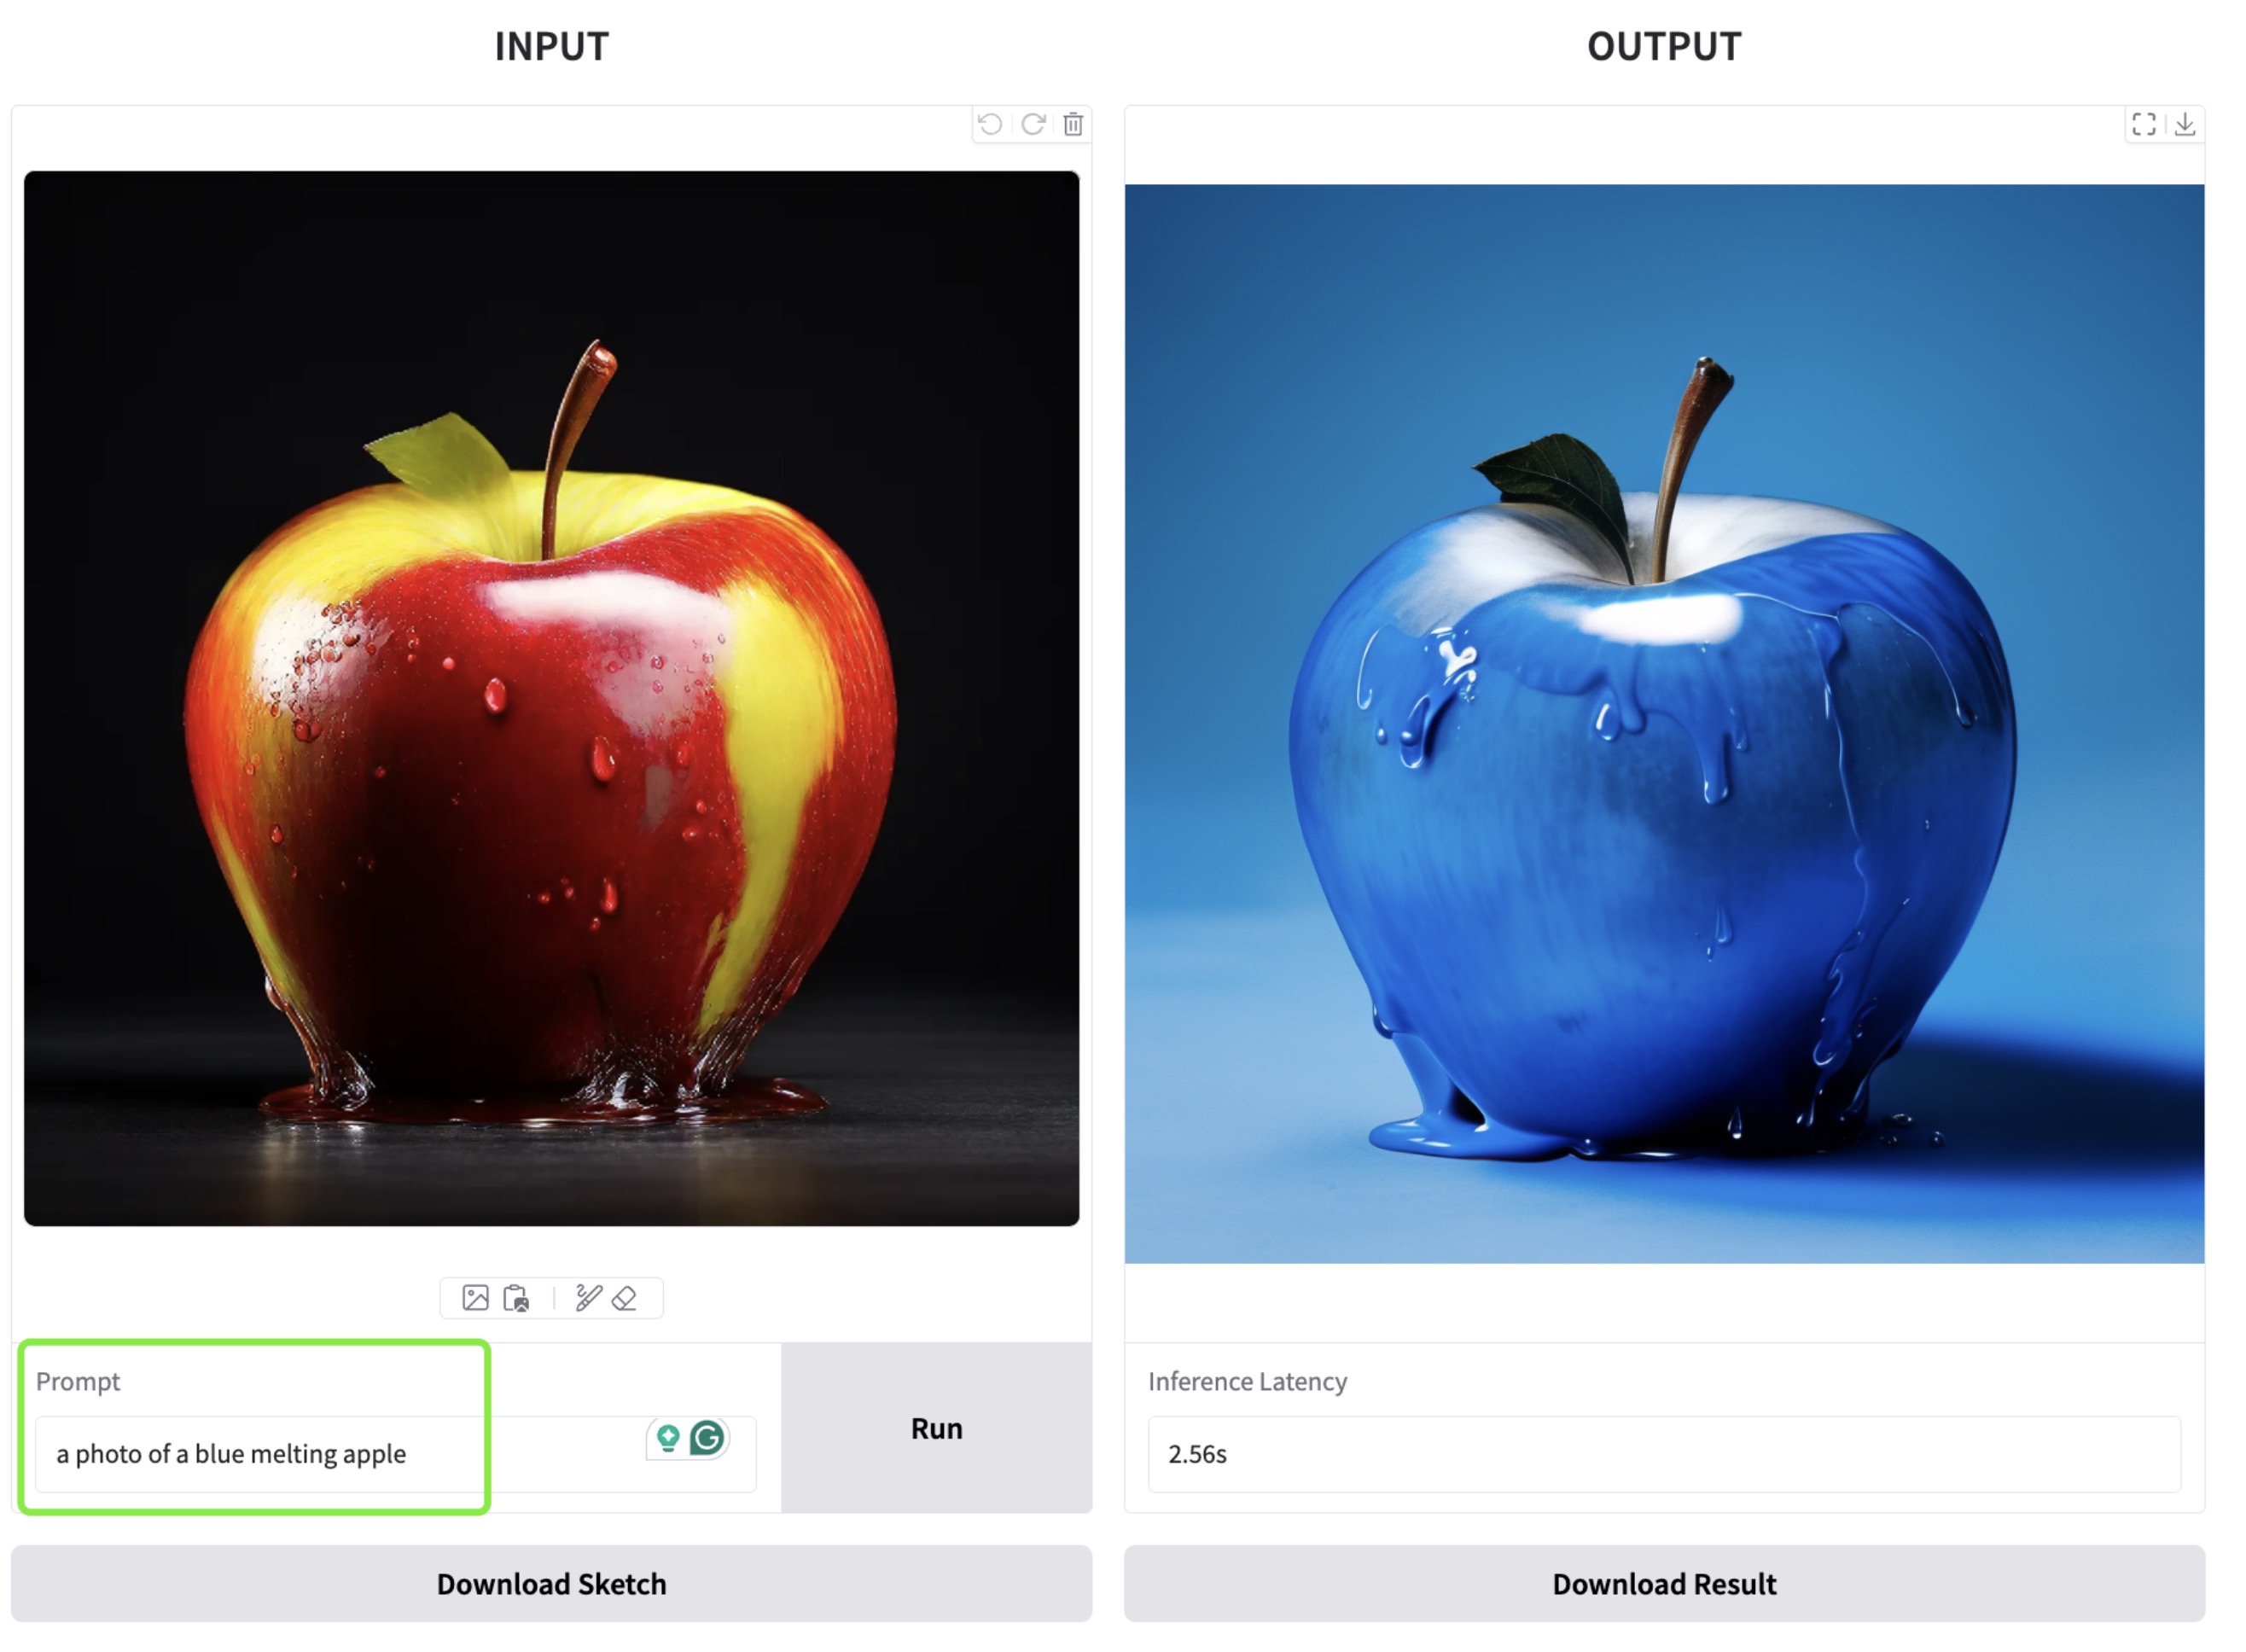 INPUT
OUTPUT
Prompt
a photo of a blue melting apple
Run
Inference Latency
2.56s
Download Sketch
Download Result